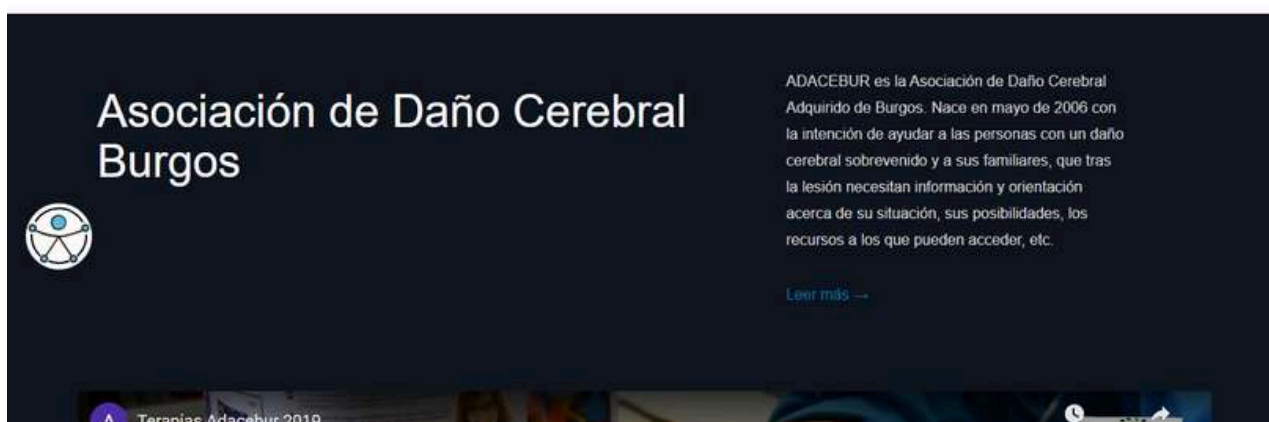 Asociación de Daño Cerebral
Burgos
ADACEBUR es la Asociación de Daño Cerebral
Adquirido de Burgos. Nace en mayo de 2006 con
la intención de ayudar a las personas con un daño
cerebral sobrevenido y a sus familiares, que tras
la lesión necesitan información y orientación
acerca de su situación, sus posibilidades, los
recursos a los que pueden acceder, etc.
Leer más →
A Terapias Adacebur 2019